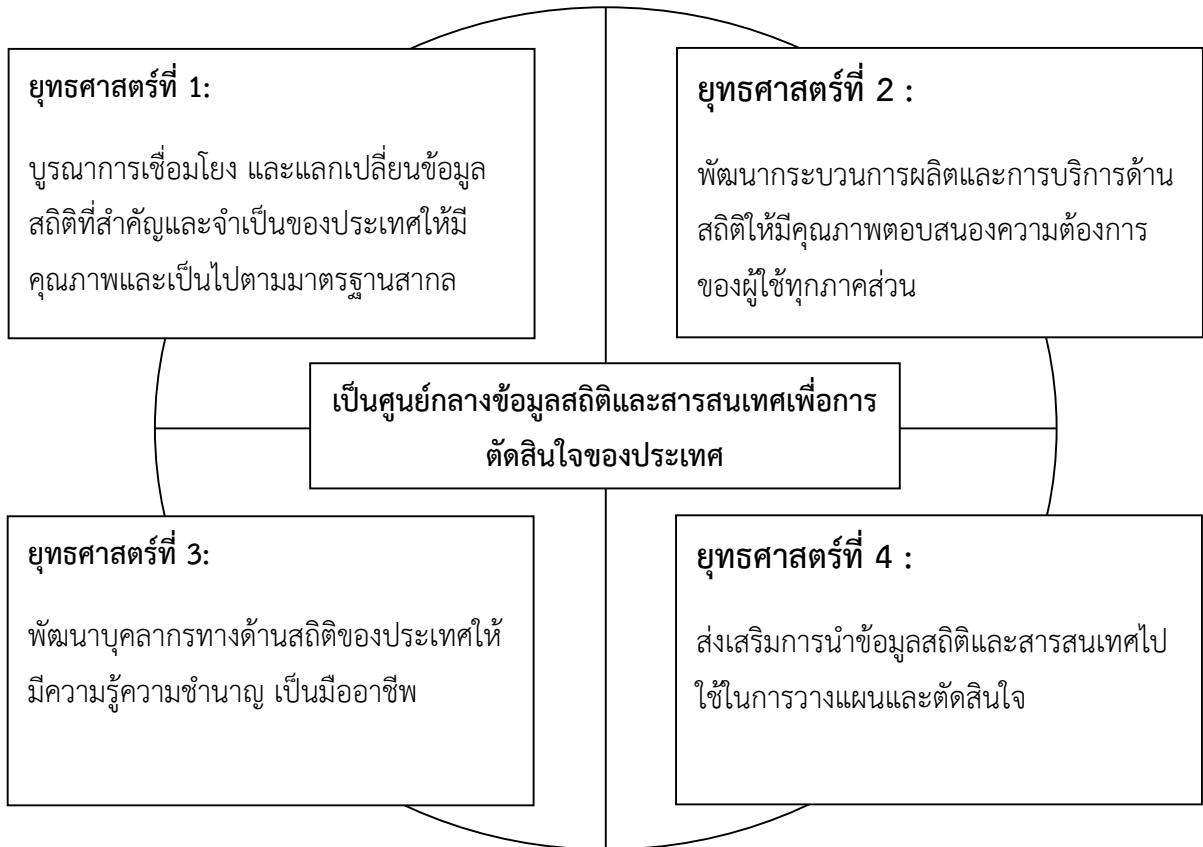 ยุทธศาสตร์ที่ 1:
บูรณาการเชื่อมโยง และแลกเปลี่ยนข้อมูล
สถิติที่สำคัญและจำเป็นของประเทศให้มี
คุณภาพและเป็นไปตามมาตรฐานสากล
ยุทธศาสตร์ที่ 2 :
พัฒนากระบวนการผลิตและการบริการด้าน
สถิติให้มีคุณภาพตอบสนองความต้องการ
ของผู้ใช้ทุกภาคส่วน
เป็นศูนย์กลางข้อมูลสถิติและสารสนเทศเพื่อการ
ตัดสินใจของประเทศ
ยุทธศาสตร์ที่ 3:
พัฒนาบุคลากรทางด้านสถิติของประเทศให้
มีความรู้ความชำนาญ เป็นมืออาชีพ
ยุทธศาสตร์ที่ 4 :
ส่งเสริมการนำข้อมูลสถิติและสารสนเทศไป
ใช้ในการวางแผนและตัดสินใจ